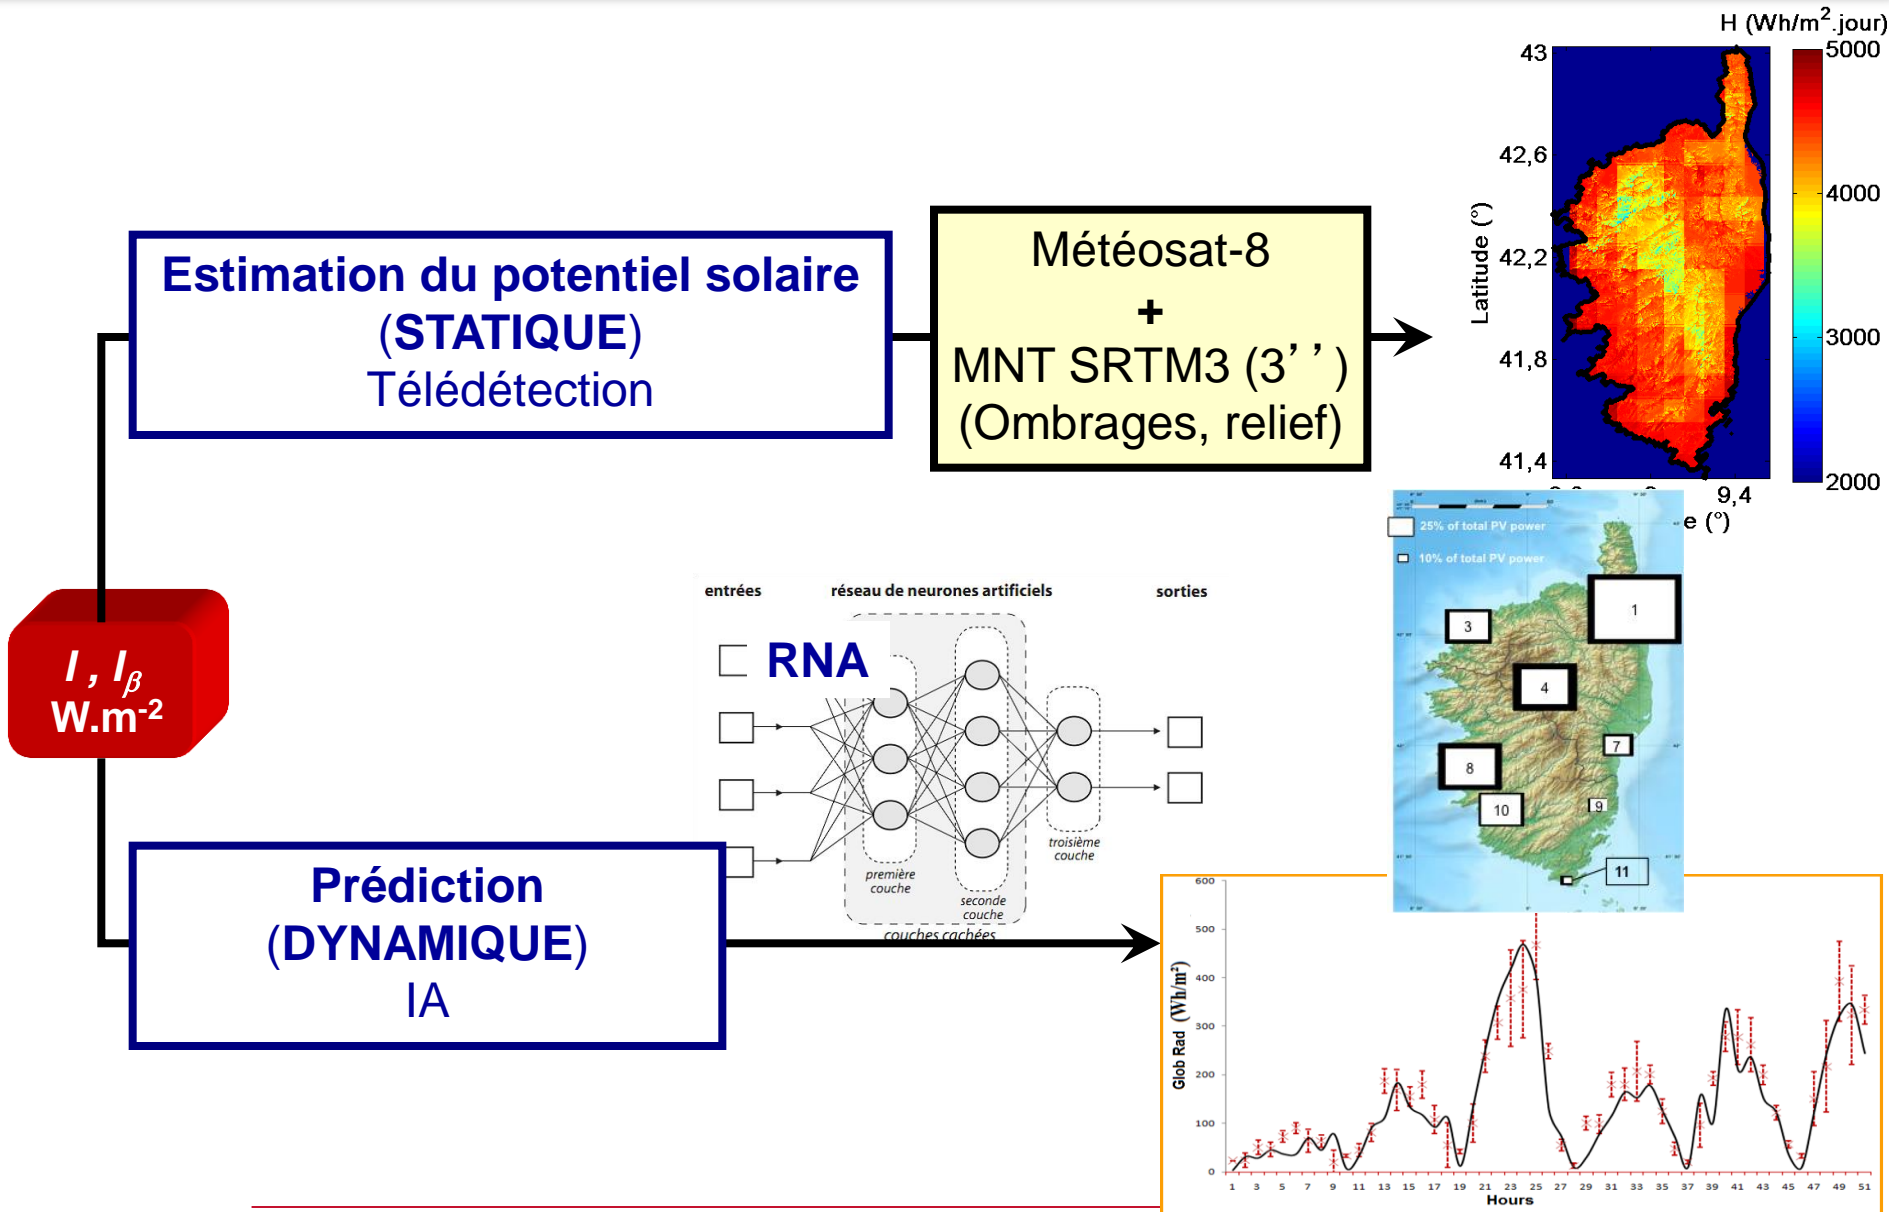 H (Wh/m².jour)
43
42,6
42,2
41,8
41,4
Latitude (°)
9,4
e (°)
5000
4000
3000
2000
Estimation du potentiel solaire
(STATIQUE)
Télédétection
Météosat-8
+
MNT SRTM3 (3’’)
(Ombrages, relief)
I , Iβ
W.m-2
entrées
réseau de neurones artificiels
sorties
RNA
première
couche
seconde
couche
troisième
couche
couches cachées
25% of total PV power
10% of total PV power
1
3
4
7
8
9
10
11
Prédiction
(DYNAMIQUE)
IA
Glob Rad (Wh/m²)
600
500
400
300
200
100
0
1 3 5 7 9 11 13 15 17 19 21 23 25 27 29 31 33 35 37 39 41 43 45 47 49 51
Hours